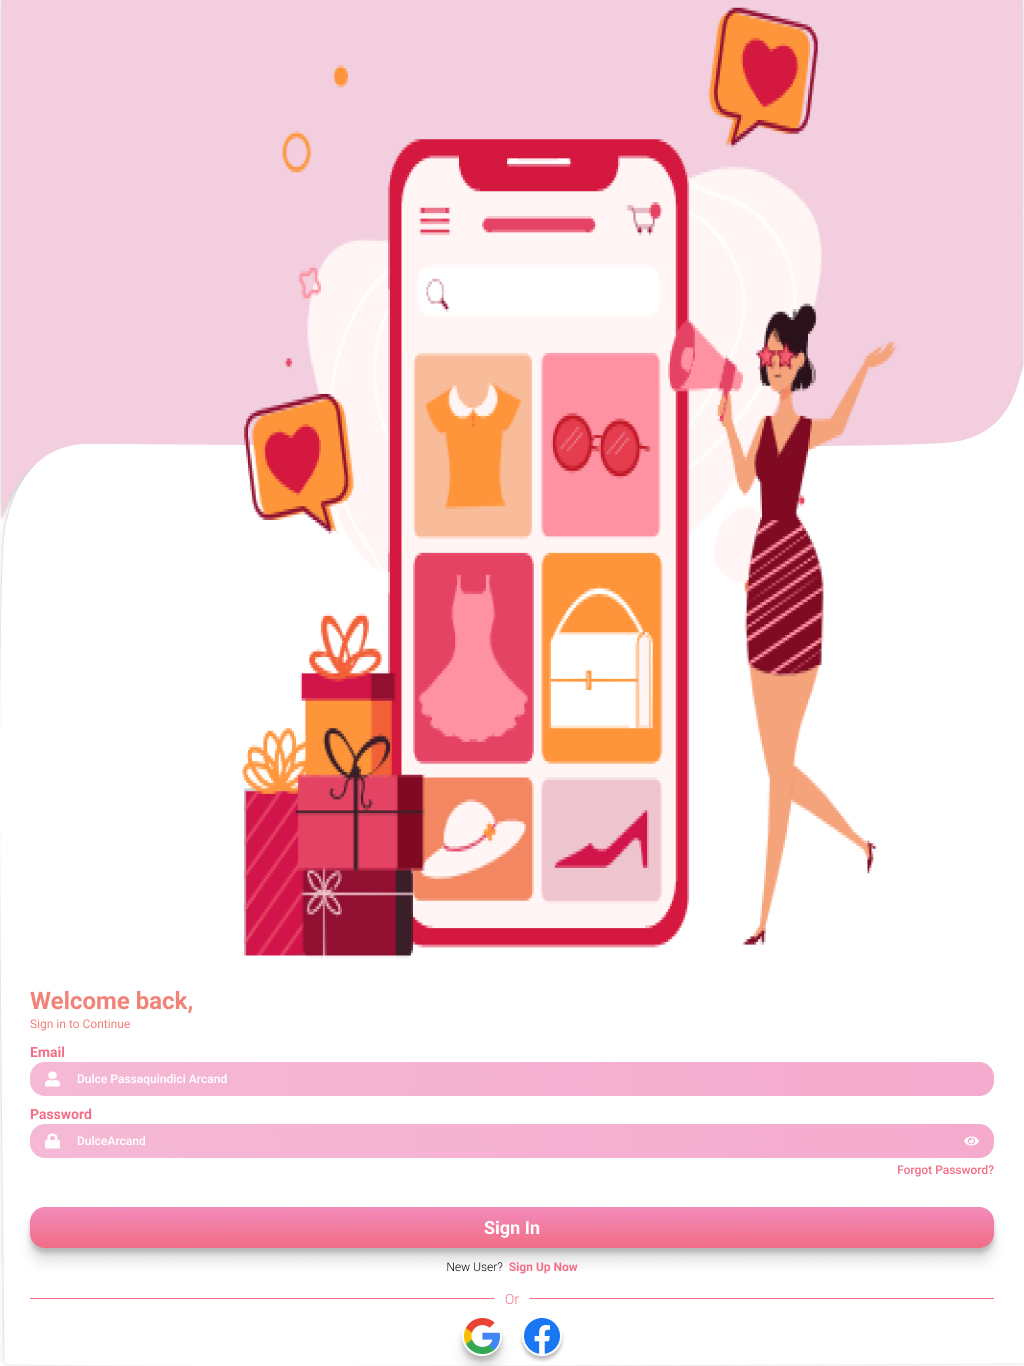 Welcome back,
Sign in to Continue
Email
Dulce Passaquindici Arcand
Password
DulceArcand
Forgot Password?
Sign In
New User? Sign Up Now
Or